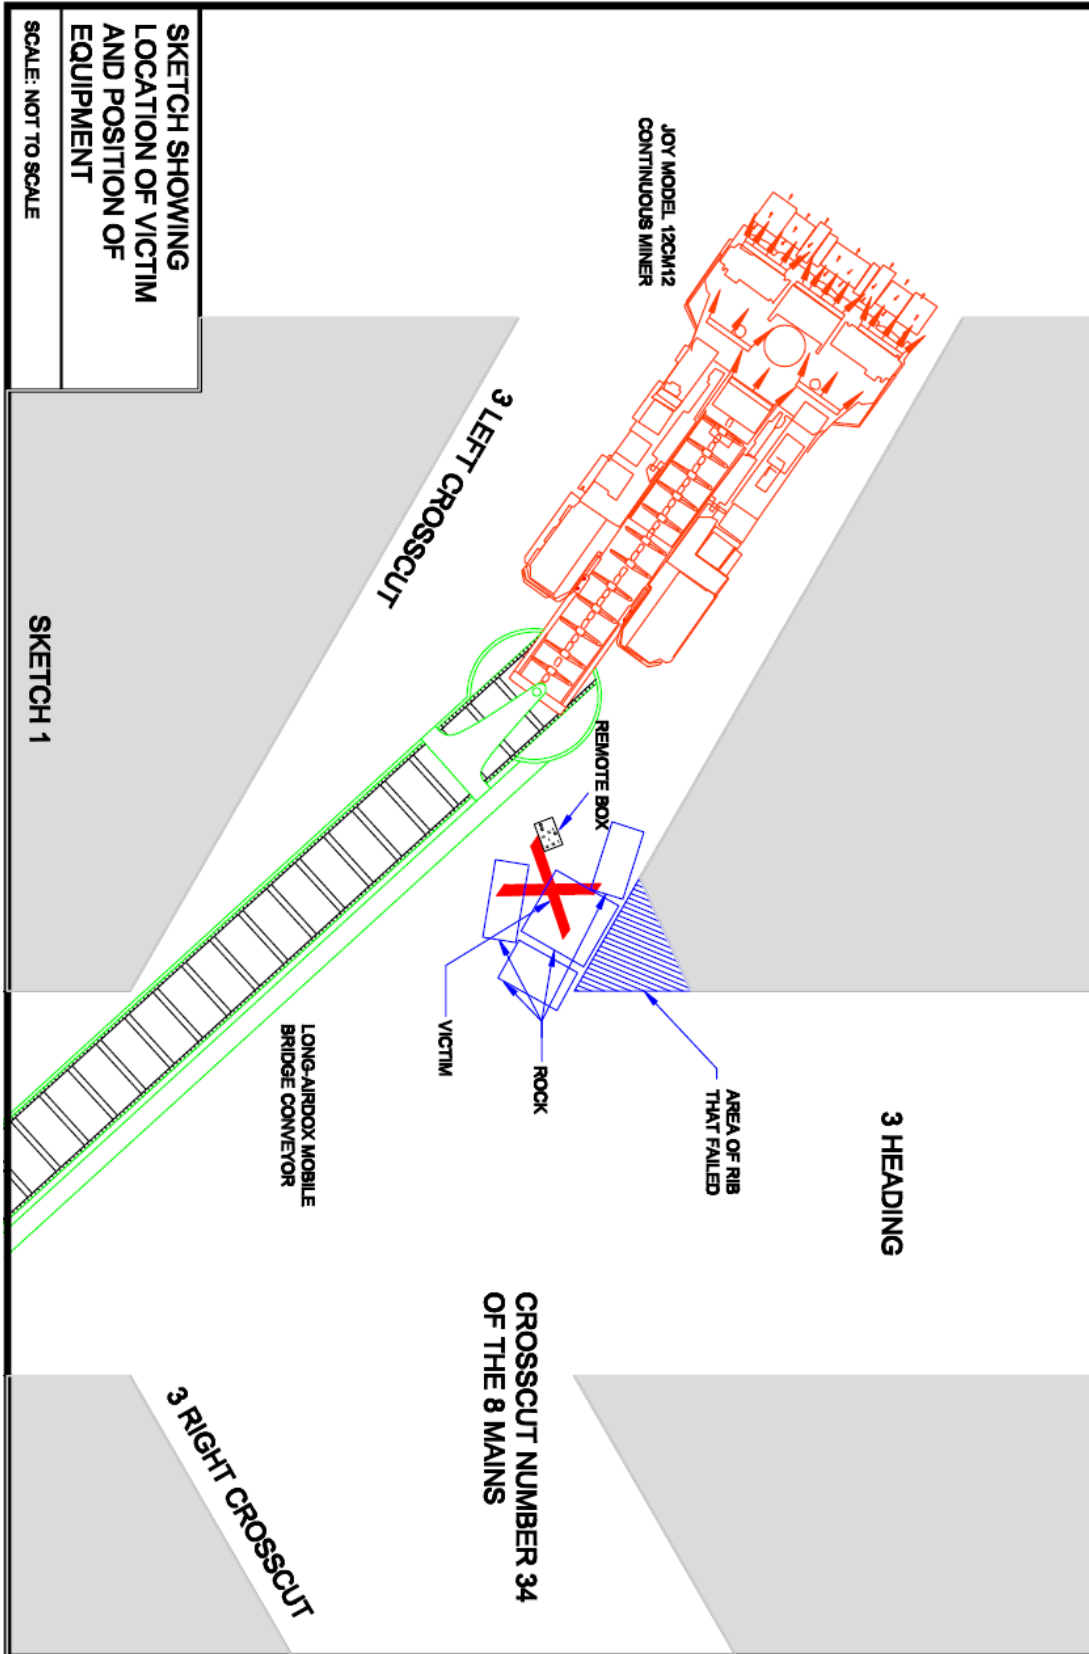 SKETCH SHOWING
LOCATION OF VICTIM
AND POSITION OF
EQUIPMENT
SCALE: NOT TO SCALE
JOY MODEL 12CM12
CONTINUOUS MINER
3 LEFT CROSSCUT
SKETCH 1
REMOTE BOX
VICTIM
ROCK
AREA OF RIB
THAT FAILED
LONG-AIRDOX MOBILE
BRIDGE CONVEYOR
3 HEADING
CROSSCUT NUMBER 34
OF THE 8 MAINS
3 RIGHT CROSSCUT